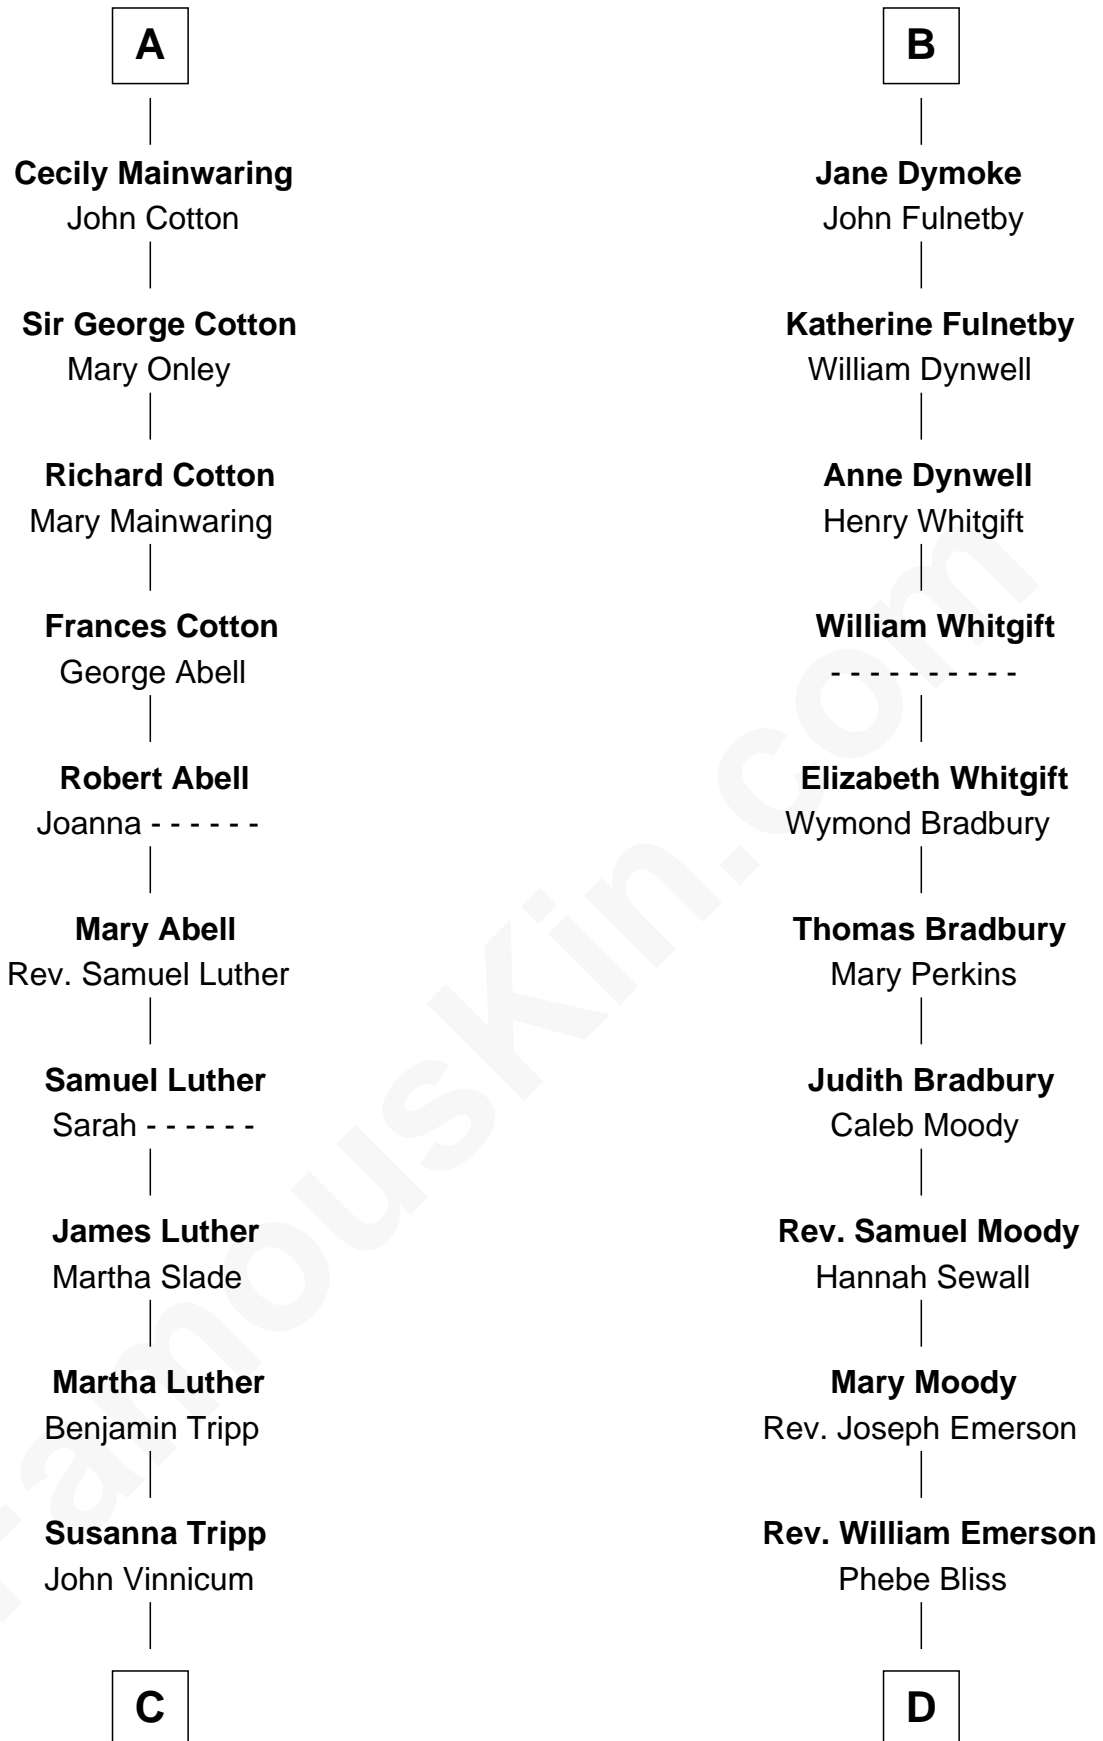 A
Cecily Mainwaring
John Cotton
Sir George Cotton
Mary Onley
Richard Cotton
Mary Mainwaring
Frances Cotton
George Abell
Robert Abell
Joanna - - - - - -
Mary Abell
Rev. Samuel Luther
Samuel Luther
Sarah - - - - - -
James Luther
Martha Slade
Martha Luther
Benjamin Tripp
Susanna Tripp
John Vinnicum
C
B
Jane Dymoke
John Fulnetby
Katherine Fulnetby
William Dynwell
Anne Dynwell
Henry Whitgift
William Whitgift
- - - - - - - - - -
Elizabeth Whitgift
Wymond Bradbury
Thomas Bradbury
Mary Perkins
Judith Bradbury
Caleb Moody
Rev. Samuel Moody
Hannah Sewall
Mary Moody
Rev. Joseph Emerson
Rev. William Emerson
Phebe Bliss
D
FamousKin.com